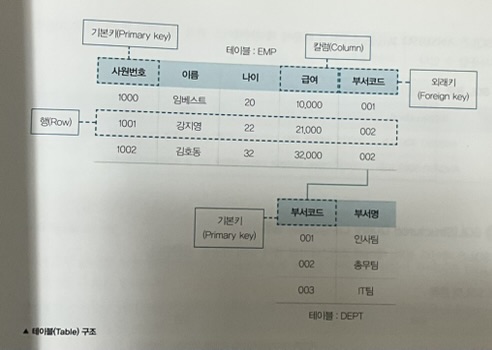 기본키(Primary key)
테이블 : EMP
칼럼(Column)
사원번호 이름 나이 급여 부서코드
외래키
(Foreign key)
1000 임베스트 20 10,000 001
행(Row)
1001 강지영 22 21,000 002
1002 김호동 32 32,000 002
기본키
(Primary key)
부서코드 부서명
001 인사팀
002 총무팀
003 IT팀
테이블 : DEPT
▲ 테이블(Table) 구조